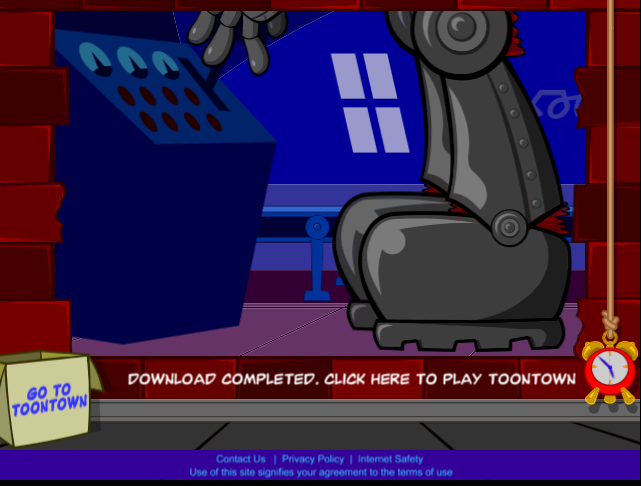 DOWNLOAD COMPLETED. CLICK HERE TO PLAY TOONTOWN
GO TO
TOONTOWN
Contact Us | Privacy Policy | Internet Safety
Use of this site signifies your agreement to the terms of use